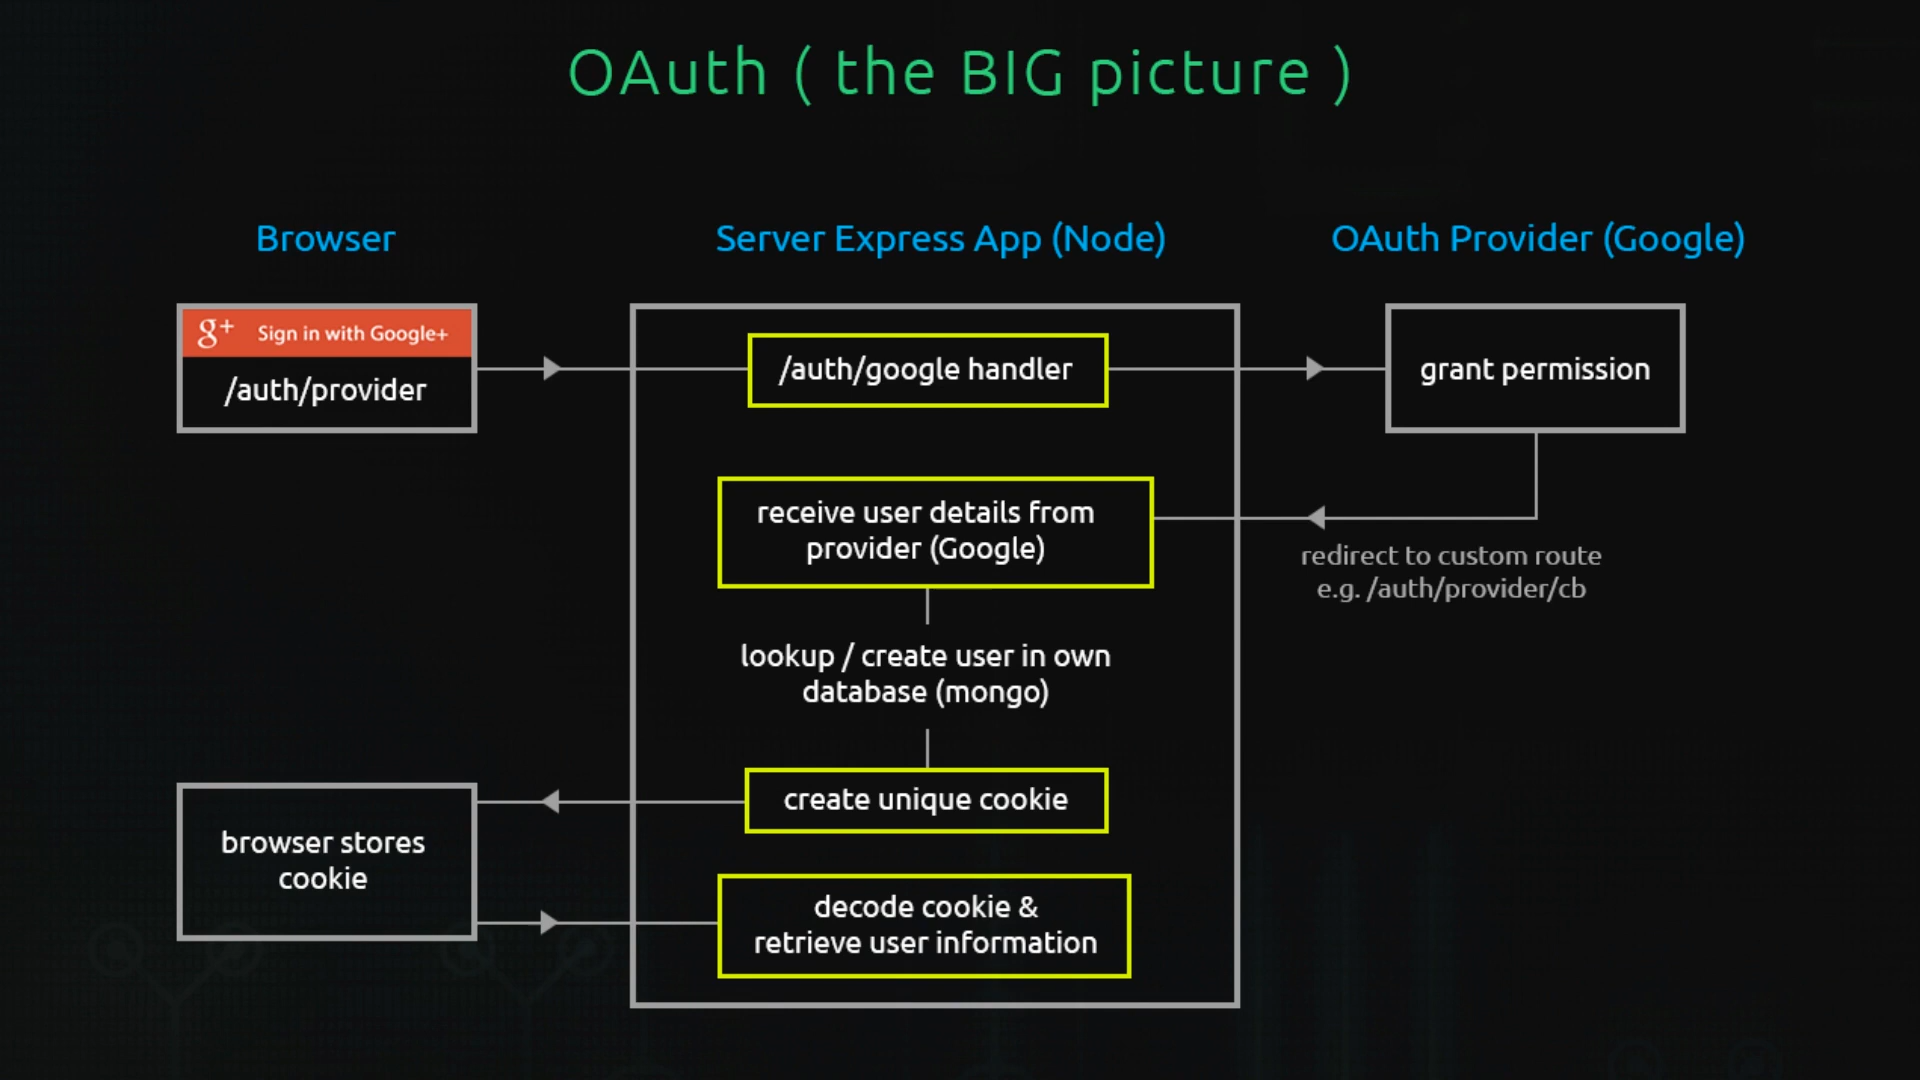 OAuth ( the BIG picture )
Browser
Server Express App (Node)
OAuth Provider (Google)
g+ Sign in with Google+
/auth/provider
/auth/google handler
grant permission
receive user details from
provider (Google)
redirect to custom route
e.g. /auth/provider/cb
lookup / create user in own
database (mongo)
create unique cookie
browser stores
cookie
decode cookie &
retrieve user information